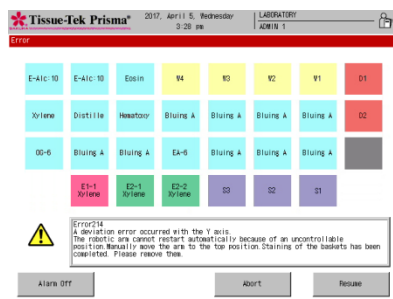 Tissue-Tek Prisma®
2017, April 5, Wednesday
3:28 pm
LABORATORY
ADMIN 1
Error
E-Alc:10 E-Alc:10 Eosin W4 W3 W2 W1 D1
Xylene Distille Hematoxy Bluing A Bluing A Bluing A Bluing A D2
OG-6 Bluing A Bluing A EA-6 Bluing A Bluing A Bluing A
E1-1 Xylene E2-1 Xylene E2-2 Xylene S3 S2 S1
Error214
A deviation error occurred with the Y axis.
The robotic arm cannot restart automatically because of an uncontrollable
position.Manually move the arm to the top position.Staining of the baskets has been
completed. Please remove them.
Alarm Off Abort Resume